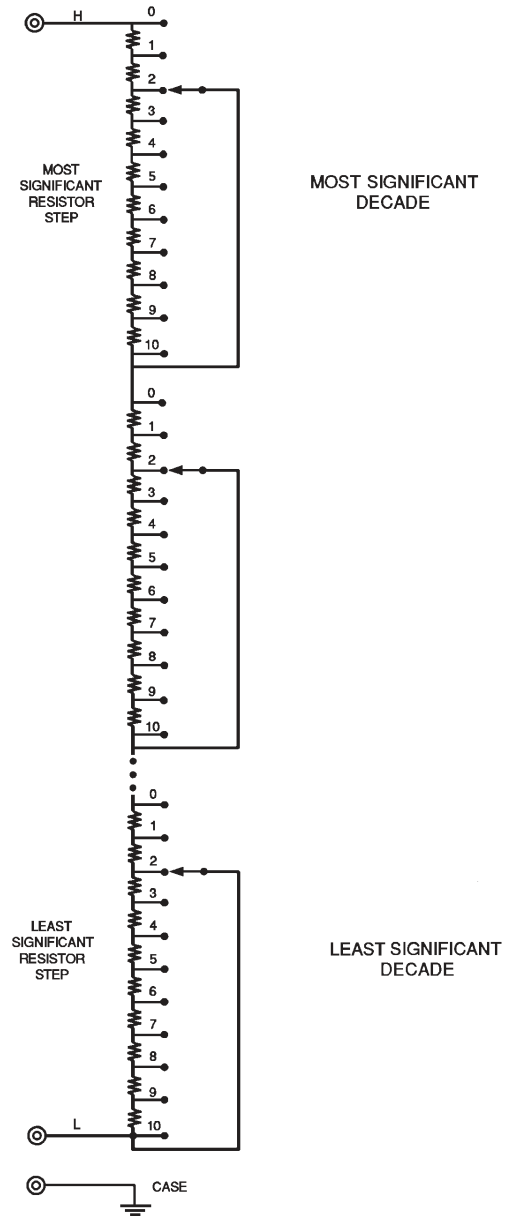 H
0
1
2
3
4
5
6
7
8
9
10
MOST
SIGNIFICANT
RESISTOR
STEP
MOST SIGNIFICANT
DECADE
0
1
2
3
4
5
6
7
8
9
10
0
1
2
3
4
5
6
7
8
9
10
LEAST
SIGNIFICANT
RESISTOR
STEP
LEAST SIGNIFICANT
DECADE
L
CASE